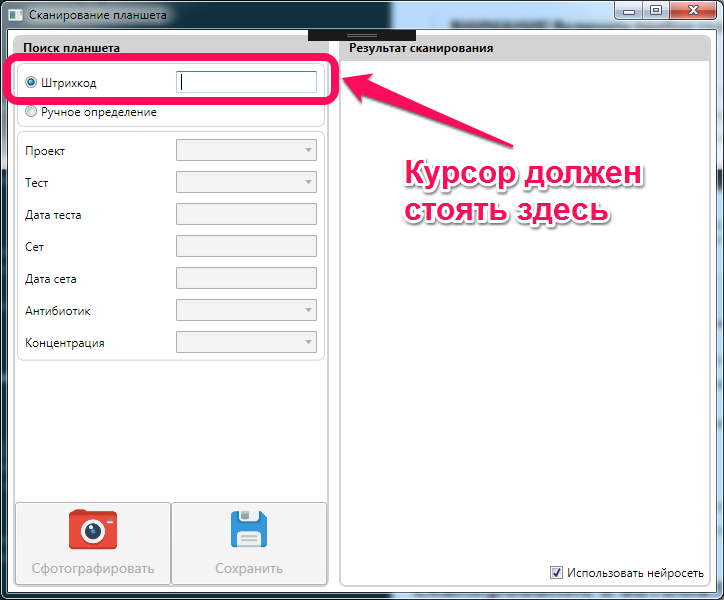 Сканирование планшета
Поиск планшета
Штрихкод
Ручное определение
Проект
Тест
Дата теста
Сет
Дата сета
Антибиотик
Концентрация
Сфотографировать
Сохранить
Результат сканирования
Курсор должен
стоять здесь
Использовать нейросеть